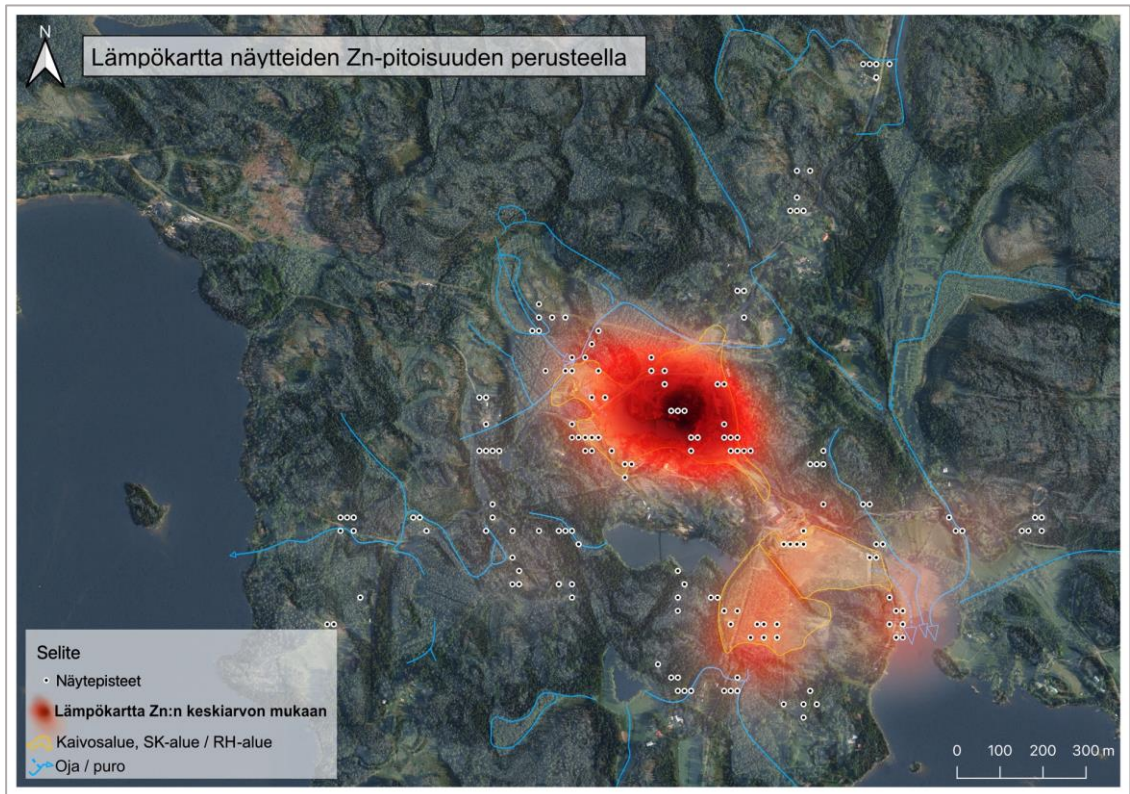 N
Lämpökartta näytteiden Zn-pitoisuuden perusteella
Selite
Näytepisteet
Lämpökartta Zn:n keskiarvon mukaan
Kaivosalue, SK-alue / RH-alue
Oja / puro
0 100 200 300 m